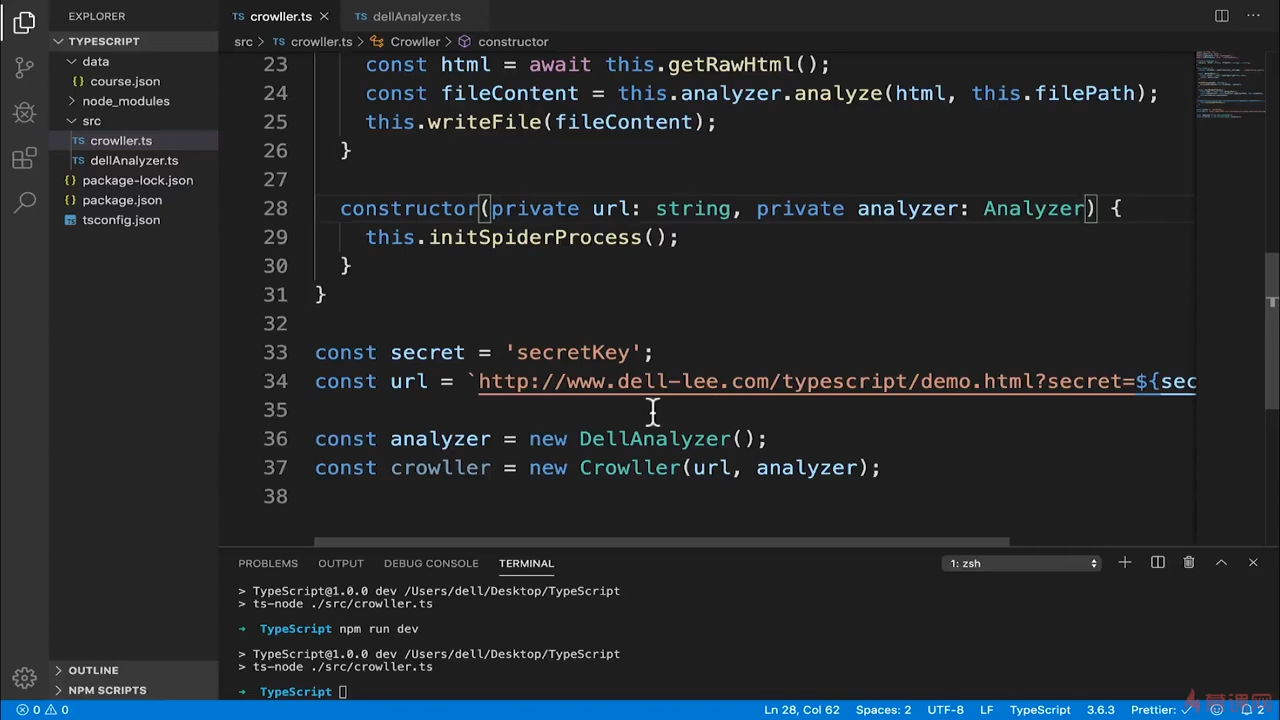 EXPLORER
TYPESCRIPT
data
course.json
node_modules
src
TS crowller.ts
TS dellAnalyzer.ts
{} package-lock.json
{} package.json
tsconfig.json
OUTLINE
NPM SCRIPTS
TS crowller.ts
TS dellAnalyzer.ts
src > TS crowller.ts > Crowller > constructor
23 const html = await this.getRawHtml();
24 const fileContent = this.analyzer.analyze(html, this.filePath);
25 this.writeFile(fileContent);
26 }
27
28 constructor(private url: string, private analyzer: Analyzer) {
29 this.initSpiderProcess();
30 }
31 }
32
33 const secret = 'secretKey';
34 const url = `http://www.dell-lee.com/typescript/demo.html?secret=${sec
35
36 const analyzer = new DellAnalyzer();
37 const crowller = new Crowller(url, analyzer);
38
PROBLEMS OUTPUT DEBUG CONSOLE TERMINAL 1: zsh
> TypeScript@1.0.0 dev /Users/dell/Desktop/TypeScript
> ts-node ./src/crowller.ts
→ TypeScript npm run dev
> TypeScript@1.0.0 dev /Users/dell/Desktop/TypeScript
> ts-node ./src/crowller.ts
→ TypeScript
0 0 Ln 28, Col 62 Spaces: 2 UTF-8 LF TypeScript 3.6.3 Prettier: ✓ 2
慕课网